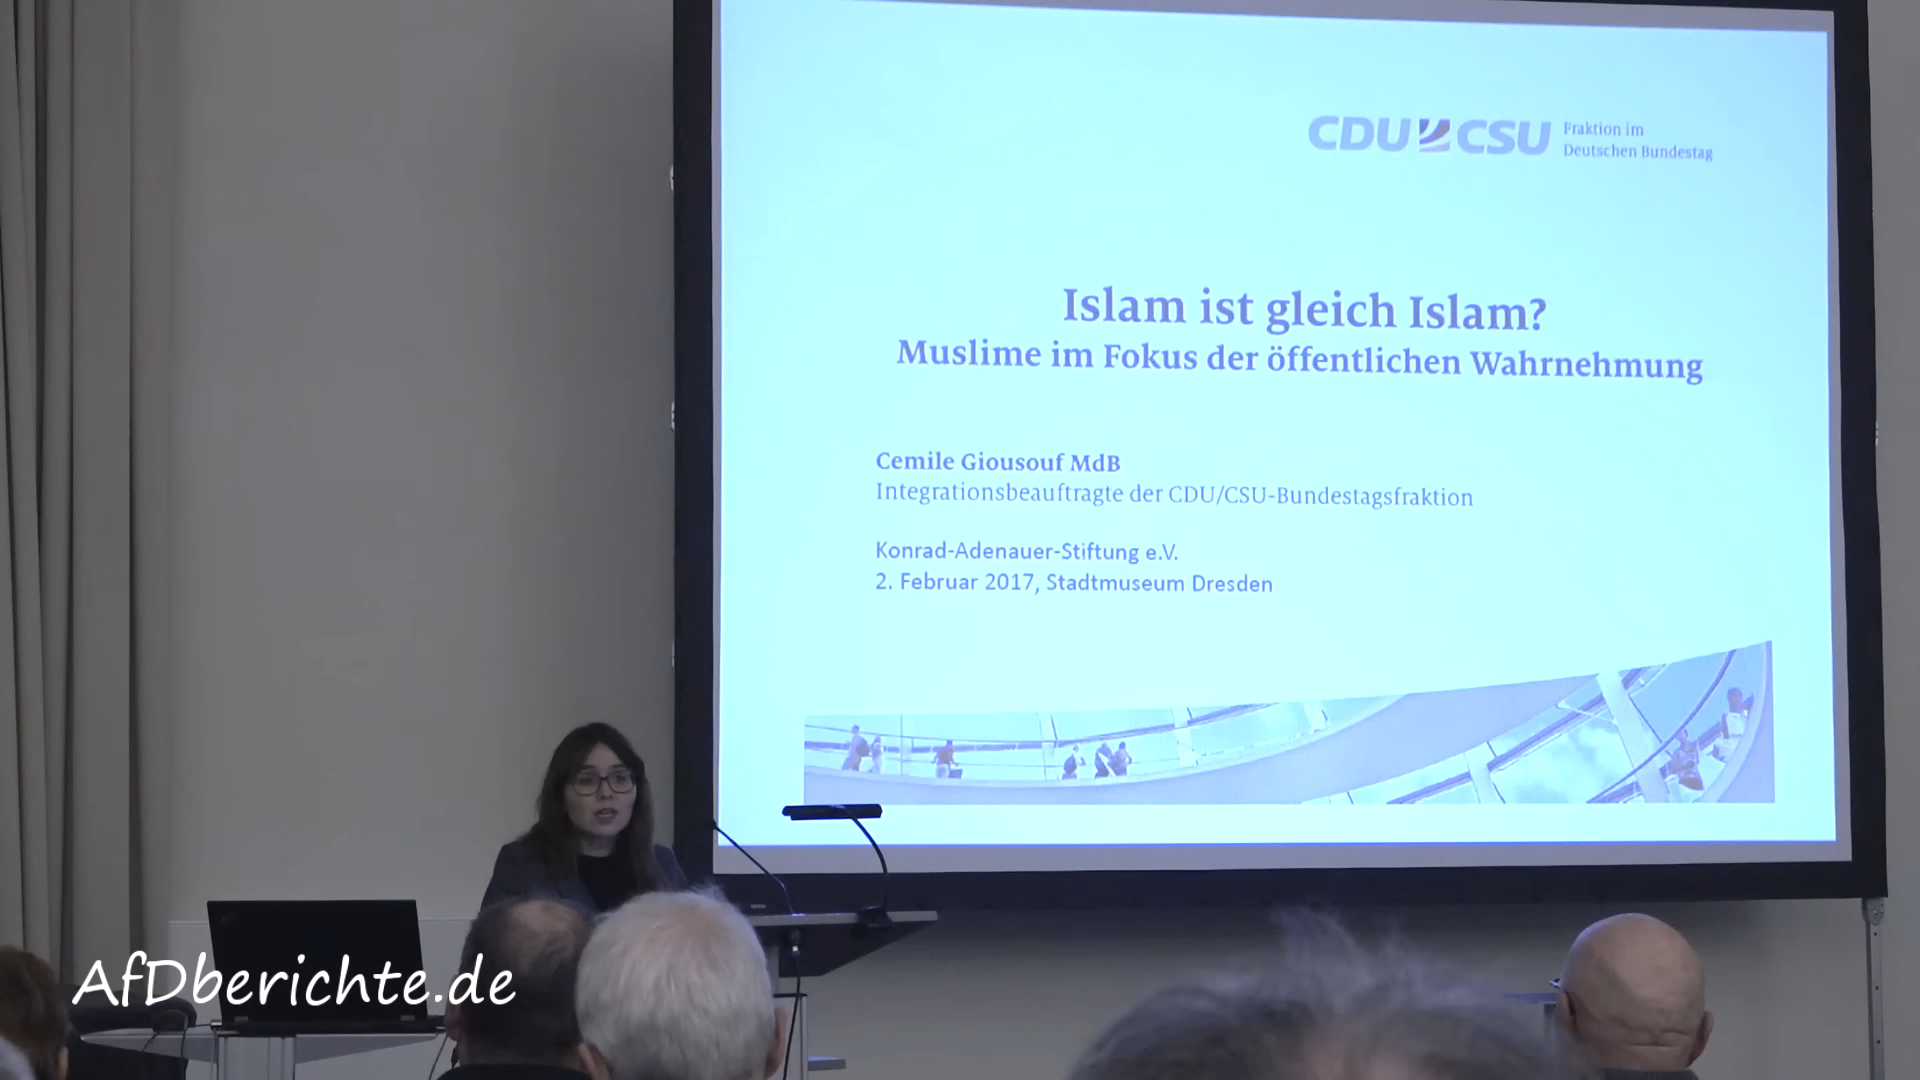 CDU CSU Fraktion im
Deutschen Bundestag
Islam ist gleich Islam?
Muslime im Fokus der öffentlichen Wahrnehmung
Cemile Giousouf MdB
Integrationsbeauftragte der CDU/CSU-Bundestagsfraktion
Konrad-Adenauer-Stiftung e.V.
2. Februar 2017, Stadtmuseum Dresden
AfDberichte.de